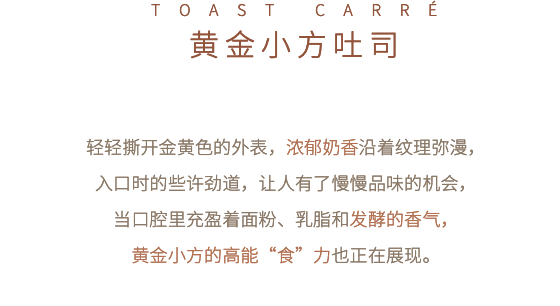 TOAST CARRÉ
黄金小方吐司
轻轻撕开金黄色的外表，浓郁奶香沿着纹理弥漫，
入口时的些许劲道，让人有了慢慢品味的机会，
当口腔里充盈着面粉、乳脂和发酵的香气，
黄金小方的高能“食”力也正在展现。